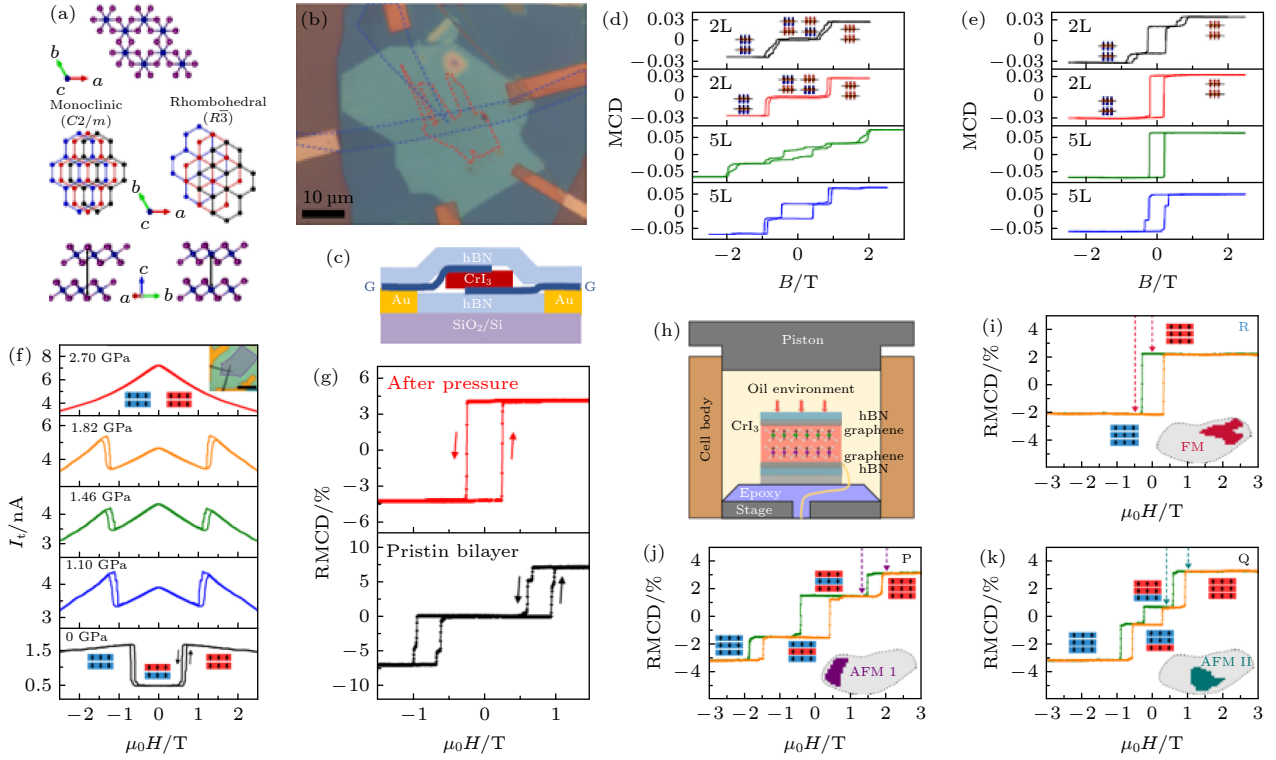 (a)
b
c
a
Monoclinic
(C2/m)
Rhombohedral
(R3̅)
b
c
a
c
a
b
(b)
10 μm
(c)
hBN
CrI₃
G
G
Au
hBN
Au
SiO₂/Si
(d)
MCD
0.03
0
−0.03
2L
0.03
0
−0.03
2L
0.05
0
−0.05
5L
0.05
0
−0.05
5L
−2
0
2
B/T
(e)
MCD
0.03
0
−0.03
2L
0.03
0
−0.03
2L
0.05
0
−0.05
5L
0.05
0
−0.05
5L
−2
0
2
B/T
(f)
Iₜ/nA
2.70 GPa
8
6
4
1.82 GPa
6
4
1.46 GPa
4
3
1.10 GPa
4
3
0 GPa
1.5
0.5
−2
−1
0
1
2
μ₀H/T
(g)
RMCD/%
After pressure
6
3
0
−3
−6
Pristin bilayer
10
5
0
−5
−10
−1
0
1
μ₀H/T
(h)
Piston
Oil environment
Cell body
CrI₃
hBN
graphene
graphene
hBN
Epoxy
Stage
(i)
RMCD/%
R
4
2
0
−2
−4
FM
−3
−2
−1
0
1
2
3
μ₀H/T
(j)
RMCD/%
P
4
2
0
−2
−4
AFM 1
−3
−2
−1
0
1
2
3
μ₀H/T
(k)
RMCD/%
Q
4
2
0
−2
−4
AFM II
−3
−2
−1
0
1
2
3
μ₀H/T